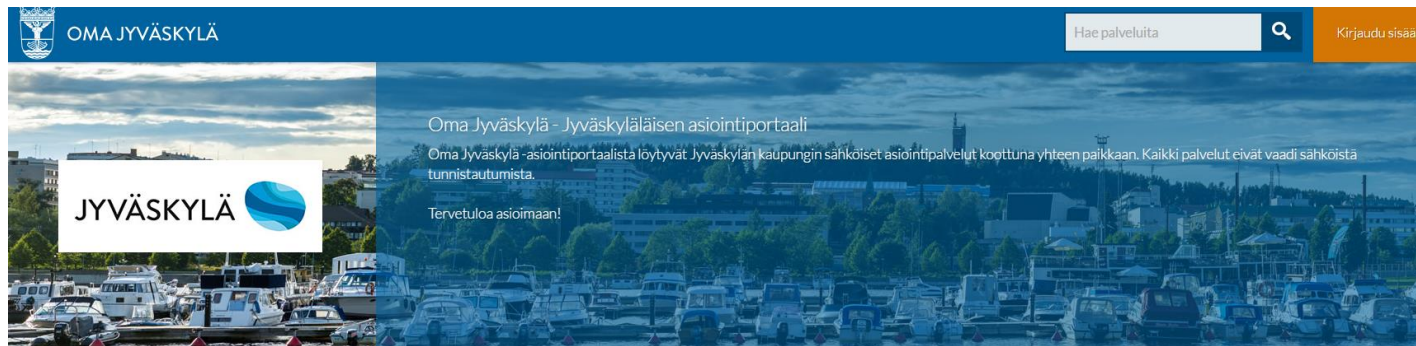 OMA JYVÄSKYLÄ
Hae palveluita
Kirjaudu sisää
JYVÄSKYLÄ
Oma Jyväskylä - Jyväskyläläisen asiointiportaali
Oma Jyväskylä -asiointiportaalista löytyvät Jyväskylän kaupungin sähköiset asiointipalvelut koottuna yhteen paikkaan. Kaikki palvelut eivät vaadi sähköistä
tunnistautumista.
Tervetuloa asioimaan!